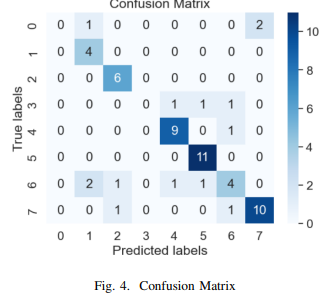 Confusion Matrix
0 0 1 0 0 0 0 0 2
1 0 4 0 0 0 0 0 0
2 0 0 6 0 0 0 0 0
3 0 0 0 0 1 1 1 0
4 0 0 0 0 9 0 1 0
5 0 0 0 0 0 11 0 0
6 0 2 1 0 1 1 4 0
7 0 0 1 0 0 0 1 10
0 1 2 3 4 5 6 7
True labels
Predicted labels
10
8
6
4
2
0
Fig. 4. Confusion Matrix